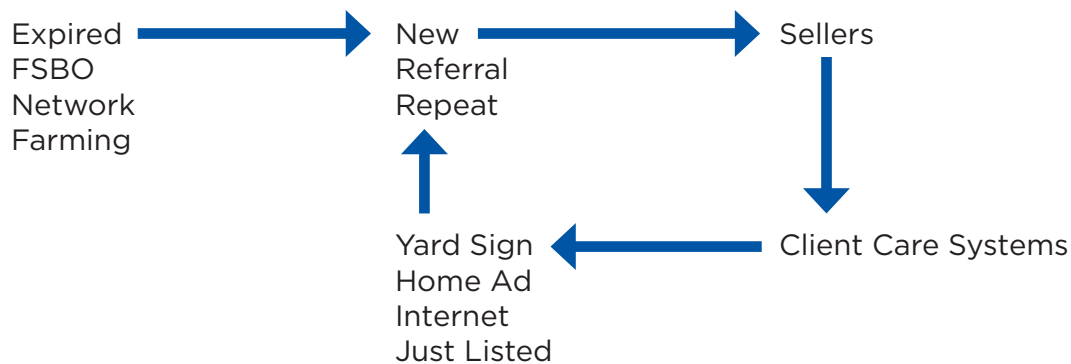 Expired
FSBO
Network
Farming
New
Referral
Repeat
Sellers
Yard Sign
Home Ad
Internet
Just Listed
Client Care Systems